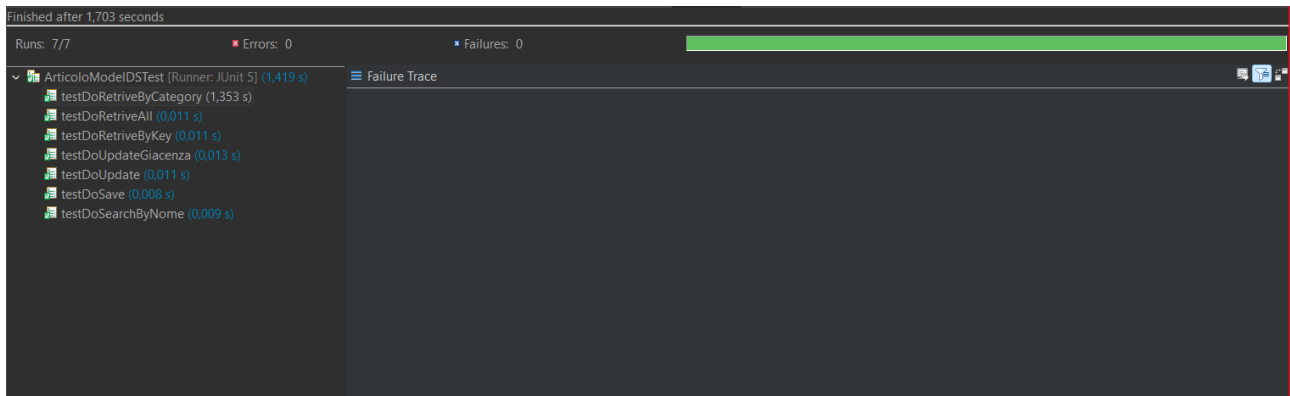 Finished after 1,703 seconds
Runs: 7/7 Errors: 0 Failures: 0
ArticoloModelDSTest [Runner: JUnit 5] (1,419 s)
testDoRetriveByCategory (1,353 s)
testDoRetriveAll (0,011 s)
testDoRetriveByKey (0,011 s)
testDoUpdateGiacenza (0,013 s)
testDoUpdate (0,011 s)
testDoSave (0,008 s)
testDoSearchByNome (0,009 s)
Failure Trace